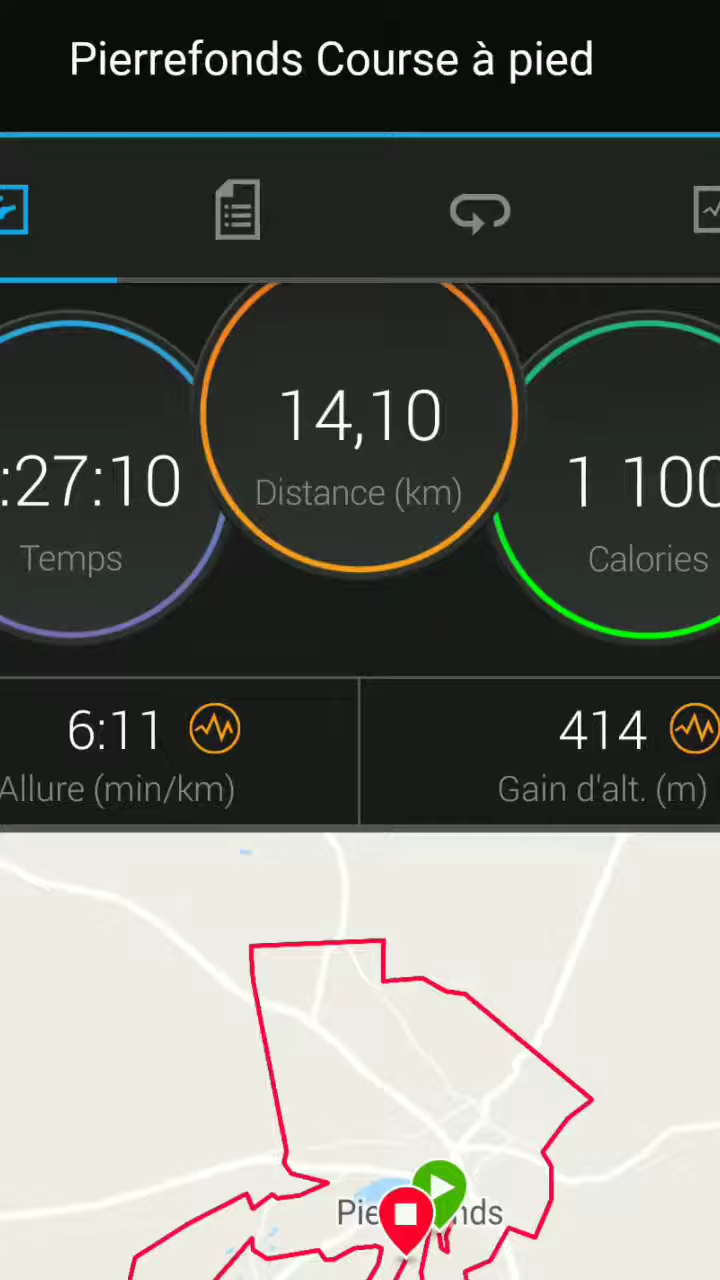 Pierrefonds Course à pied
14,10
Distance (km)
:27:10
Temps
1 100
Calories
6:11
Allure (min/km)
414
Gain d'alt. (m)